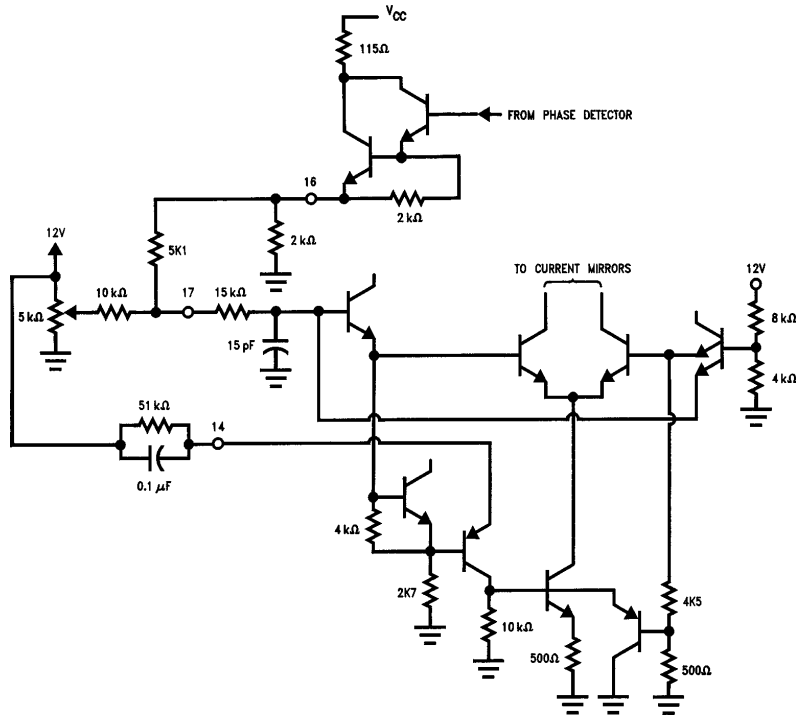 VCC
115Ω
FROM PHASE DETECTOR
16
2 kΩ
2 kΩ
12V
5K1
10 kΩ
17
15 kΩ
TO CURRENT MIRRORS
12V
5 kΩ
8 kΩ
15 pF
4 kΩ
51 kΩ
14
0.1 μF
4 kΩ
2K7
10 kΩ
4K5
500Ω
500Ω